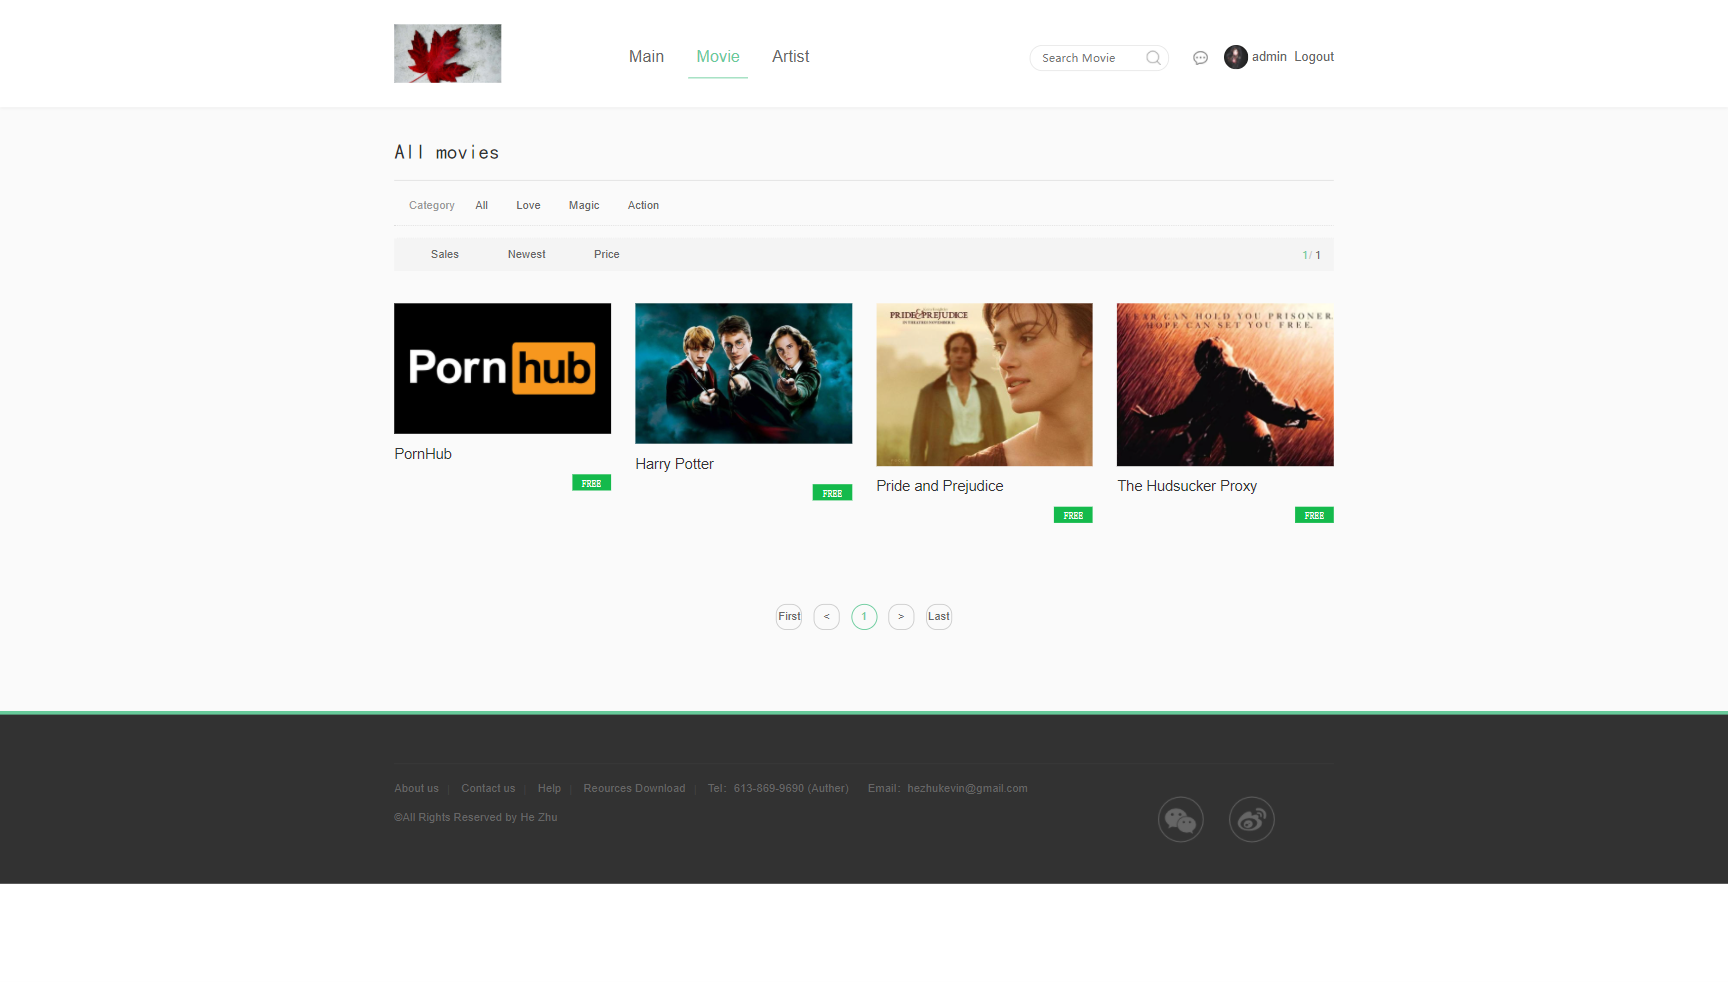 Main Movie Artist Search Movie admin Logout
All movies
Category All Love Magic Action
Sales Newest Price 1/ 1
Porn hub
PRIDE & PREJUDICE
FEAR CAN HOLD YOU PRISONER
HOPE CAN SET YOU FREE.
PornHub
Harry Potter
Pride and Prejudice
The Hudsucker Proxy
FREE
FREE
FREE
FREE
First < 1 > Last
About us | Contact us | Help | Reources Download | Tel: 613-869-9690 (Auther) Email: hezhukevin@gmail.com
©All Rights Reserved by He Zhu